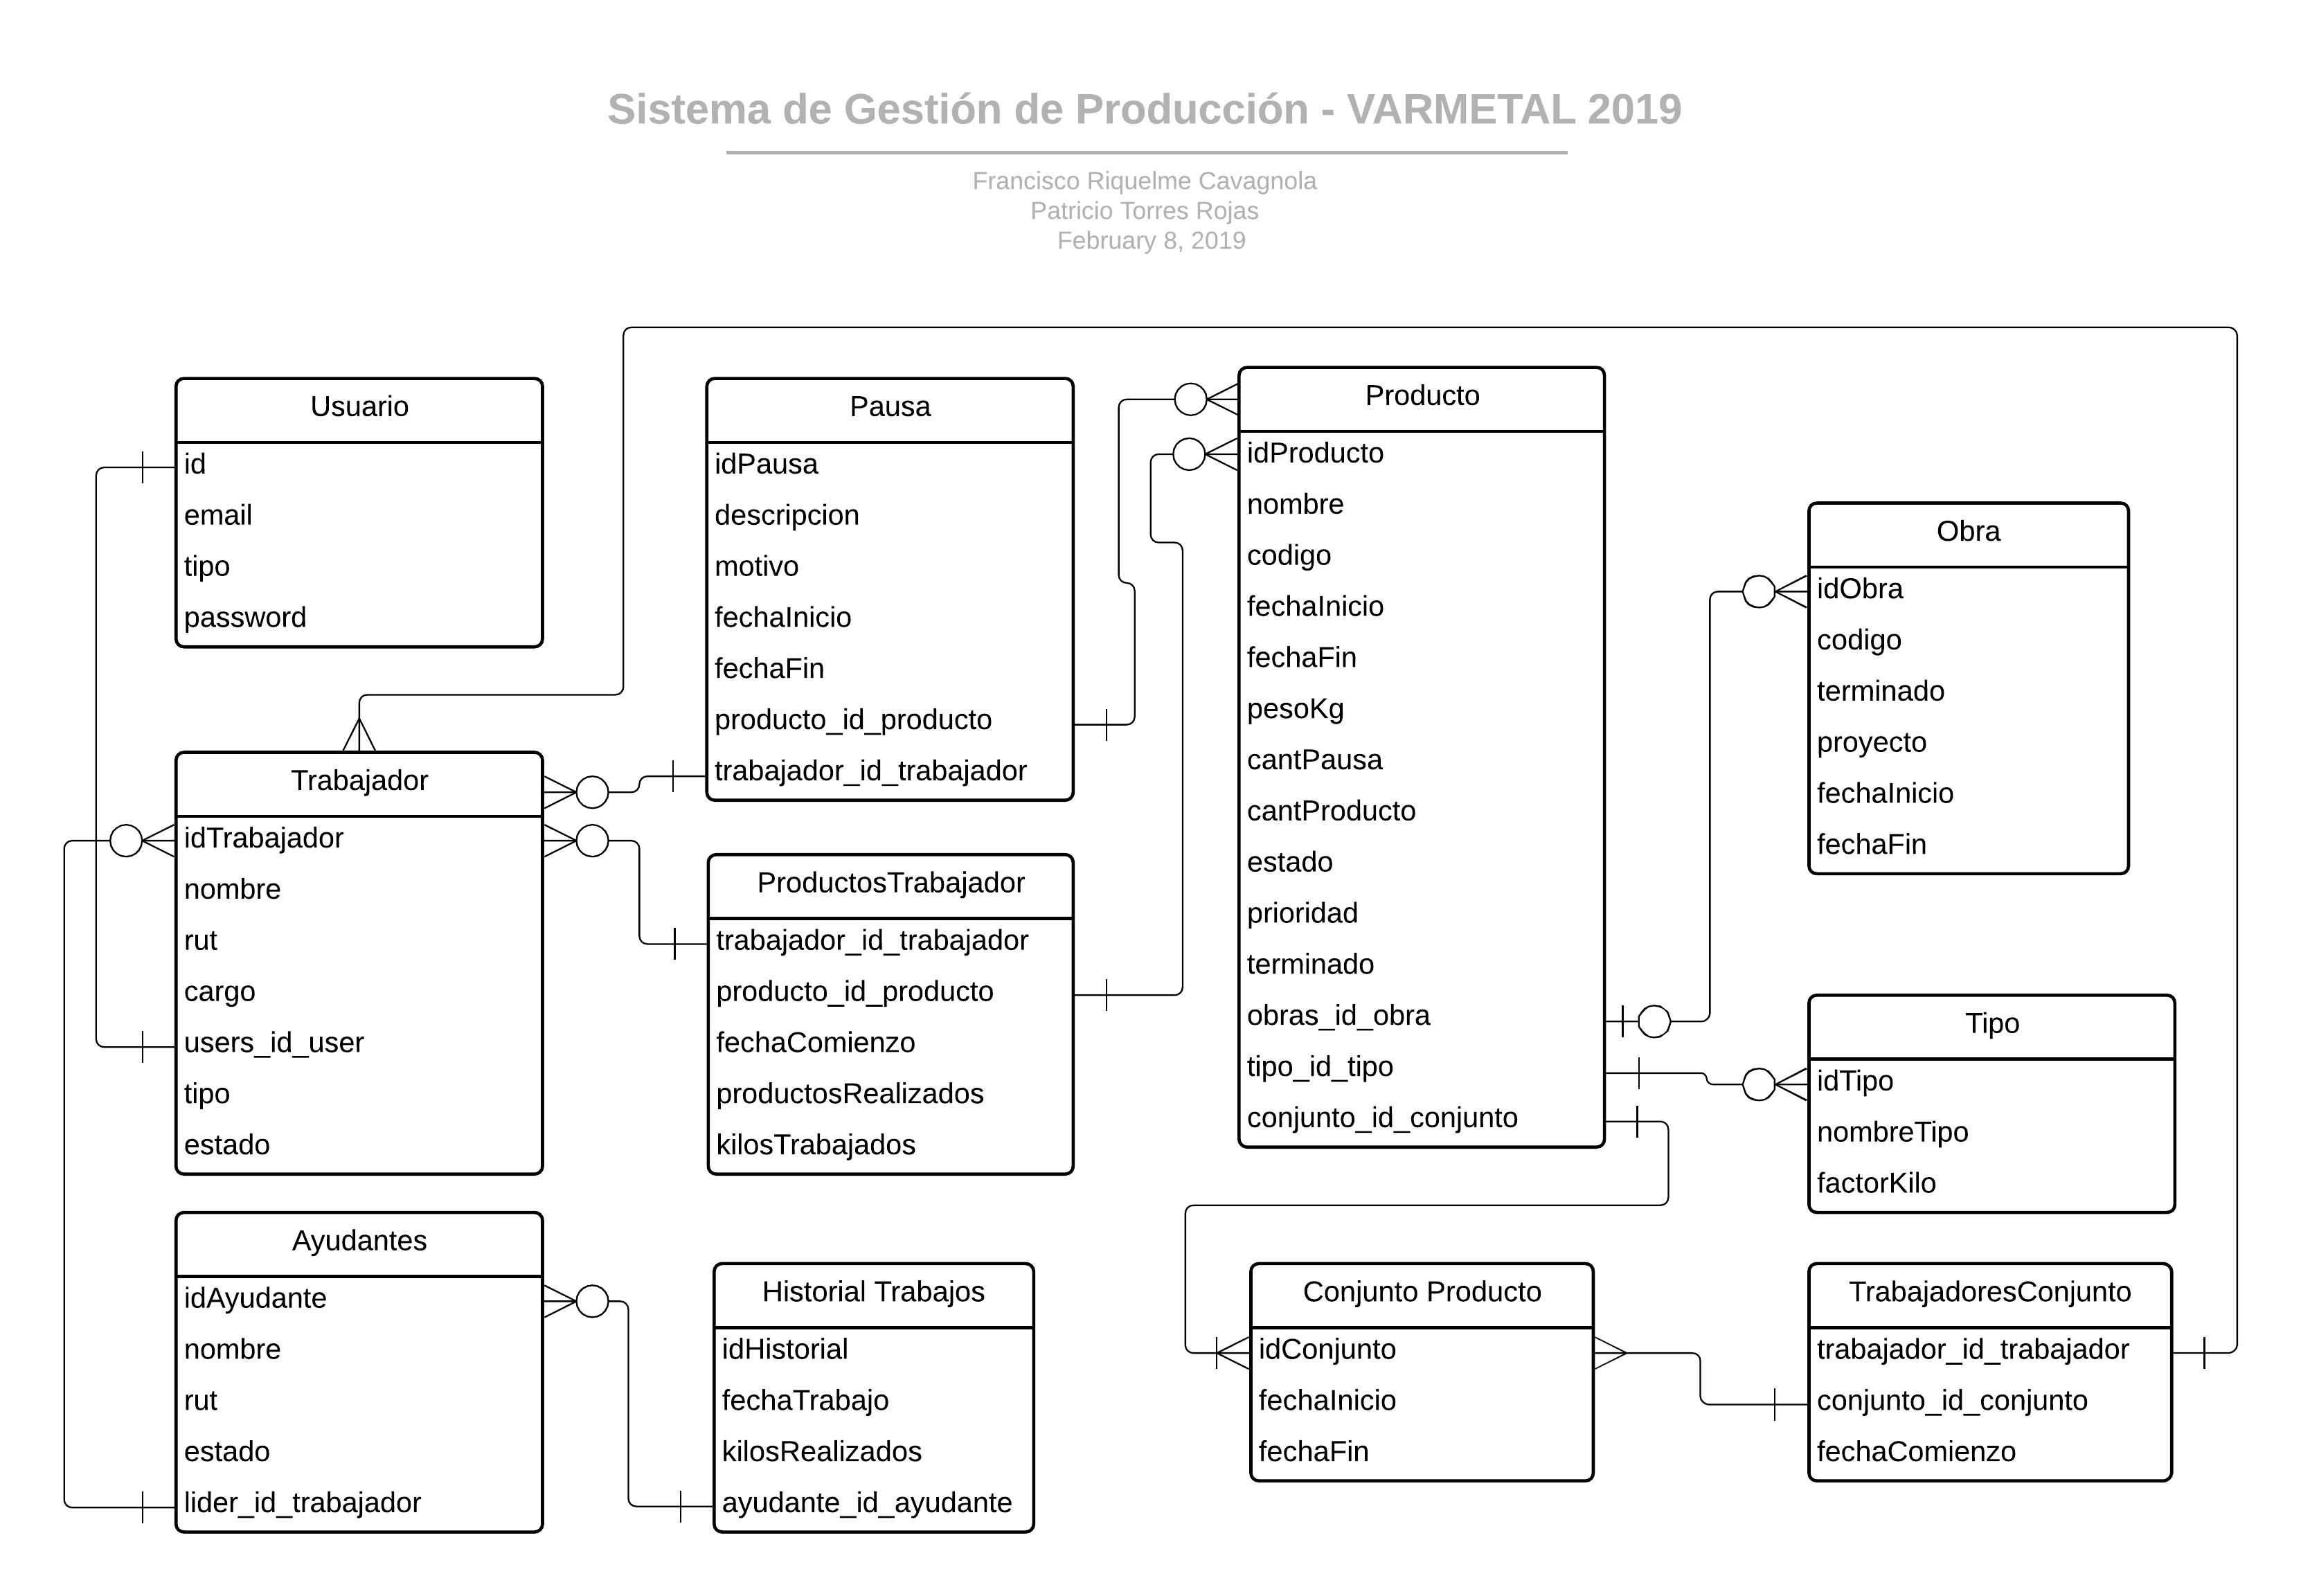 Sistema de Gestión de Producción - VARMETAL 2019
Francisco Riquelme Cavagnola
Patricio Torres Rojas
February 8, 2019
Usuario
id
email
tipo
password
Pausa
idPausa
descripcion
motivo
fechaInicio
fechaFin
producto_id_producto
trabajador_id_trabajador
Producto
idProducto
nombre
codigo
fechaInicio
fechaFin
pesoKg
cantPausa
cantProducto
estado
prioridad
terminado
obras_id_obra
tipo_id_tipo
conjunto_id_conjunto
Obra
idObra
codigo
terminado
proyecto
fechaInicio
fechaFin
Trabajador
idTrabajador
nombre
rut
cargo
users_id_user
tipo
estado
ProductosTrabajador
trabajador_id_trabajador
producto_id_producto
fechaComienzo
productosRealizados
kilosTrabajados
Tipo
idTipo
nombreTipo
factorKilo
Ayudantes
idAyudante
nombre
rut
estado
lider_id_trabajador
Historial Trabajos
idHistorial
fechaTrabajo
kilosRealizados
ayudante_id_ayudante
Conjunto Producto
idConjunto
fechaInicio
fechaFin
TrabajadoresConjunto
trabajador_id_trabajador
conjunto_id_conjunto
fechaComienzo